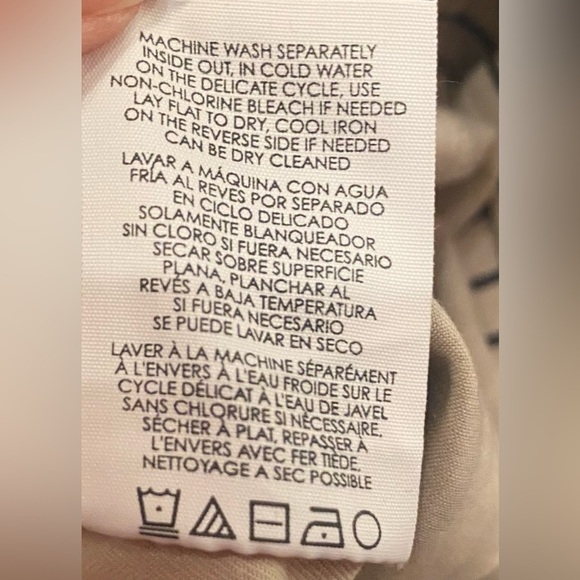 MACHINE WASH SEPARATELY
INSIDE OUT, IN COLD WATER
ON THE DELICATE CYCLE, USE
NON-CHLORINE BLEACH IF NEEDED
LAY FLAT TO DRY, COOL IRON
ON THE REVERSE SIDE IF NEEDED
CAN BE DRY CLEANED
LAVAR A MÁQUINA CON AGUA
FRÍA AL REVES POR SEPARADO
EN CICLO DELICADO
SOLAMENTE BLANQUEADOR
SIN CLORO SI FUERA NECESARIO
SECAR SOBRE SUPERFICIE
PLANA, PLANCHAR AL
REVÉS A BAJA TEMPERATURA
SI FUERA NECESARIO
SE PUEDE LAVAR EN SECO
LAVER À LA MACHINE SÉPARÉMENT
À L'ENVERS À L'EAU FROIDE SUR LE
CYCLE DÉLICAT À L'EAU DE JAVEL
SANS CHLORURE SI NÉCESSAIRE,
SÉCHER À PLAT, REPASSER À
L'ENVERS AVEC FER TIÈDE,
NETTOYAGE A SEC POSSIBLE